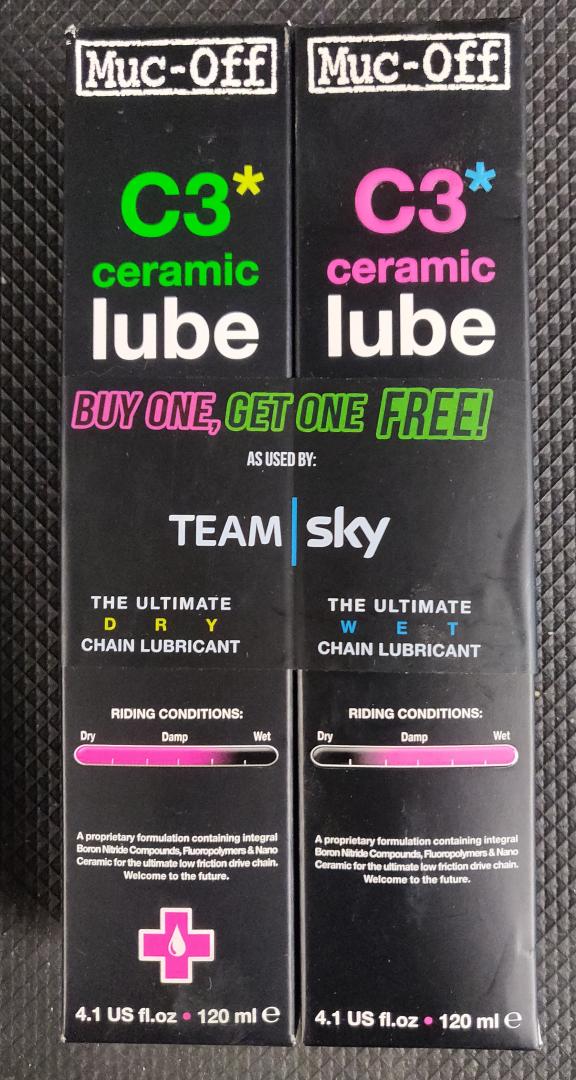 Muc-Off
C3*
ceramic
lube
Muc-Off
C3*
ceramic
lube
BUY ONE, GET ONE FREE!
AS USED BY:
TEAM sky
THE ULTIMATE
DRY
CHAIN LUBRICANT
THE ULTIMATE
WET
CHAIN LUBRICANT
RIDING CONDITIONS:
Dry Damp Wet
A proprietary formulation containing integral
Boron Nitride Compounds, Fluoropolymers & Nano
Ceramic for the ultimate low friction drive chain.
Welcome to the future.
4.1 US fl.oz • 120 ml ℮
RIDING CONDITIONS:
Dry Damp Wet
A proprietary formulation containing integral
Boron Nitride Compounds, Fluoropolymers & Nano
Ceramic for the ultimate low friction drive chain.
Welcome to the future.
4.1 US fl.oz • 120 ml ℮